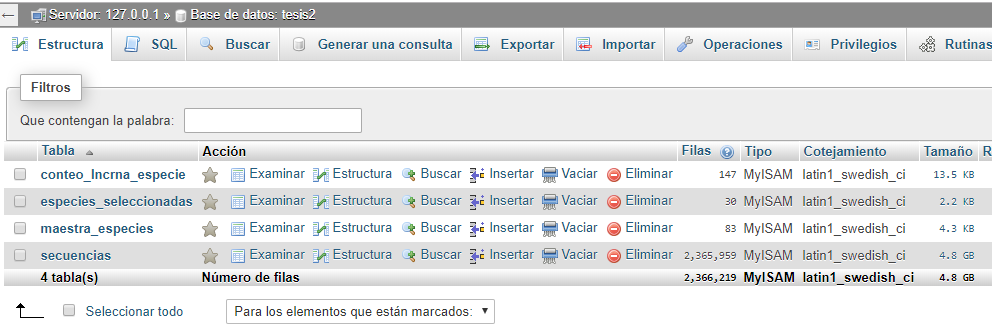 Servidor: 127.0.0.1 » Base de datos: tesis2
Estructura SQL Buscar Generar una consulta Exportar Importar Operaciones Privilegios Rutinas
Filtros
Que contengan la palabra:
Tabla Acción Filas Tipo Cotejamiento Tamaño R
conteo_lncrna_especie Examinar Estructura Buscar Insertar Vaciar Eliminar 147 MyISAM latin1_swedish_ci 13.5 KB
especies_seleccionadas Examinar Estructura Buscar Insertar Vaciar Eliminar 30 MyISAM latin1_swedish_ci 2.2 KB
maestra_especies Examinar Estructura Buscar Insertar Vaciar Eliminar 83 MyISAM latin1_swedish_ci 4.3 KB
secuencias Examinar Estructura Buscar Insertar Vaciar Eliminar 2,365,959 MyISAM latin1_swedish_ci 4.8 GB
4 tabla(s) Número de filas 2,366,219 MyISAM latin1_swedish_ci 4.8 GB
Seleccionar todo Para los elementos que están marcados: